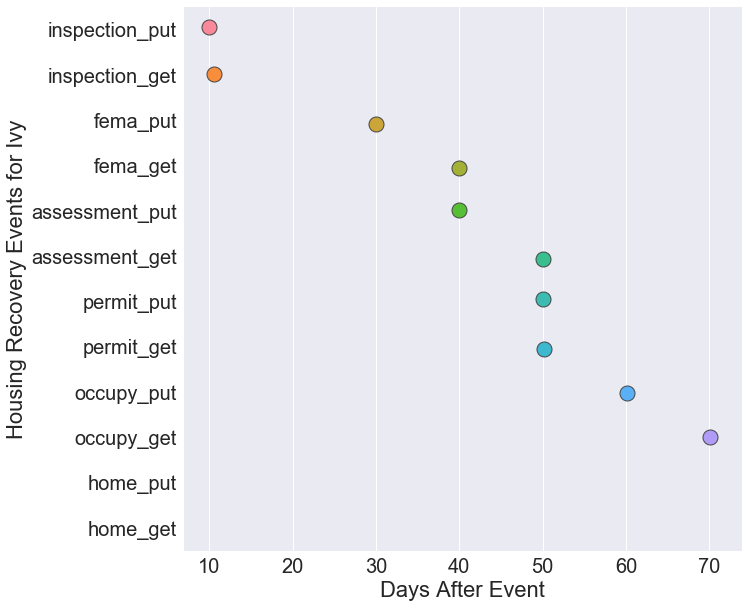 Housing Recovery Events for Ivy
inspection_put
inspection_get
fema_put
fema_get
assessment_put
assessment_get
permit_put
permit_get
occupy_put
occupy_get
home_put
home_get
10 20 30 40 50 60 70
Days After Event